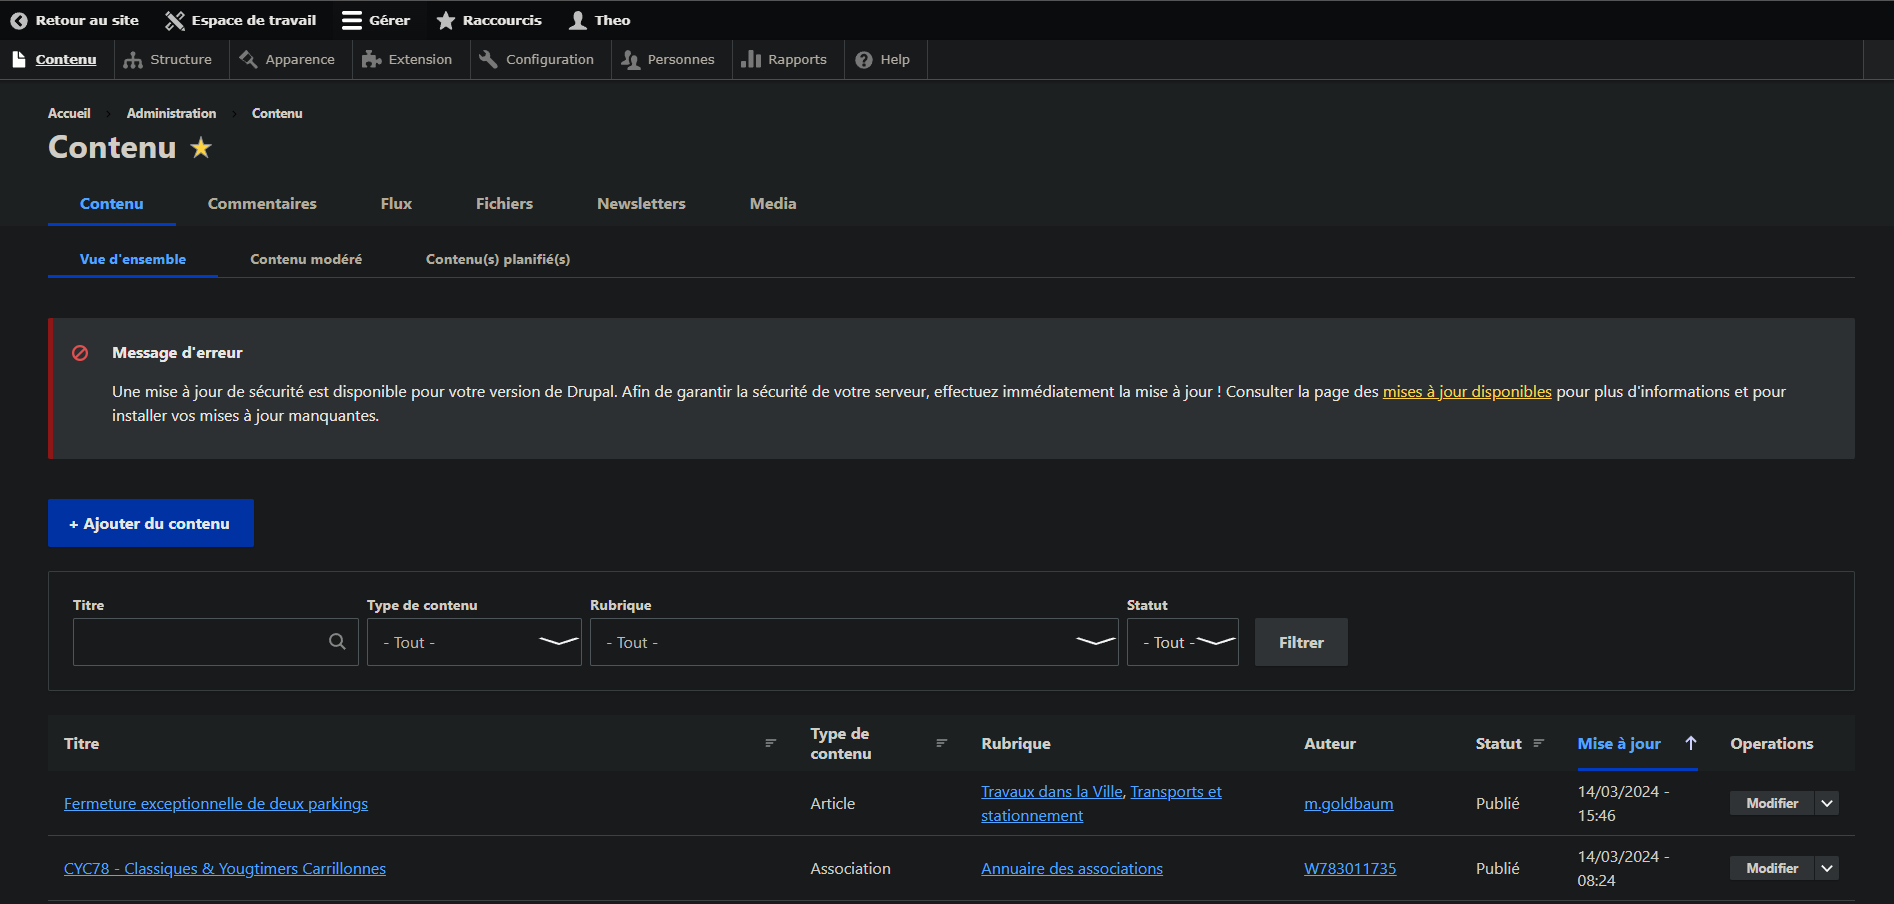 Retour au site Espace de travail Gérer Raccourcis Theo
Contenu Structure Apparence Extension Configuration Personnes Rapports Help
Accueil Administration Contenu
Contenu
Contenu Commentaires Flux Fichiers Newsletters Media
Vue d'ensemble Contenu modéré Contenu(s) planifié(s)
Message d'erreur
Une mise à jour de sécurité est disponible pour votre version de Drupal. Afin de garantir la sécurité de votre serveur, effectuez immédiatement la mise à jour ! Consulter la page des mises à jour disponibles pour plus d'informations et pour
installer vos mises à jour manquantes.
+ Ajouter du contenu
Titre Type de contenu Rubrique Statut
- Tout - - Tout - - Tout - Filtrer
Titre Type de contenu Rubrique Auteur Statut Mise à jour Operations
Fermeture exceptionnelle de deux parkings Article Travaux dans la Ville, Transports et stationnement m.goldbaum Publié 14/03/2024 - 15:46 Modifier
CYC78 - Classiques & Yougtimers Carrillonnes Association Annuaire des associations W783011735 Publié 14/03/2024 - 08:24 Modifier